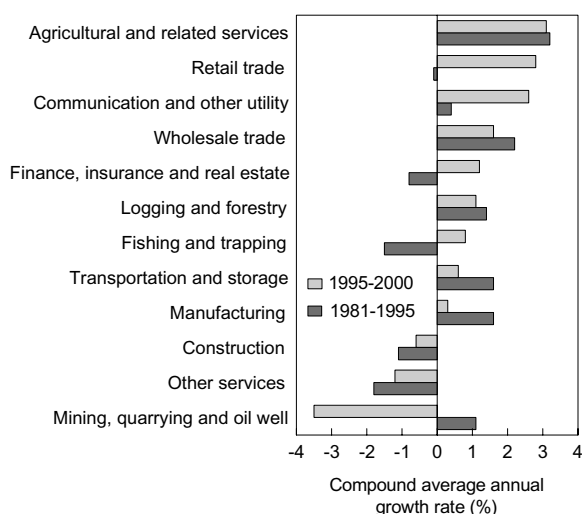 Agricultural and related services
Retail trade
Communication and other utility
Wholesale trade
Finance, insurance and real estate
Logging and forestry
Fishing and trapping
Transportation and storage
1995-2000
Manufacturing
1981-1995
Construction
Other services
Mining, quarrying and oil well
-4 -3 -2 -1 0 1 2 3 4
Compound average annual
growth rate (%)